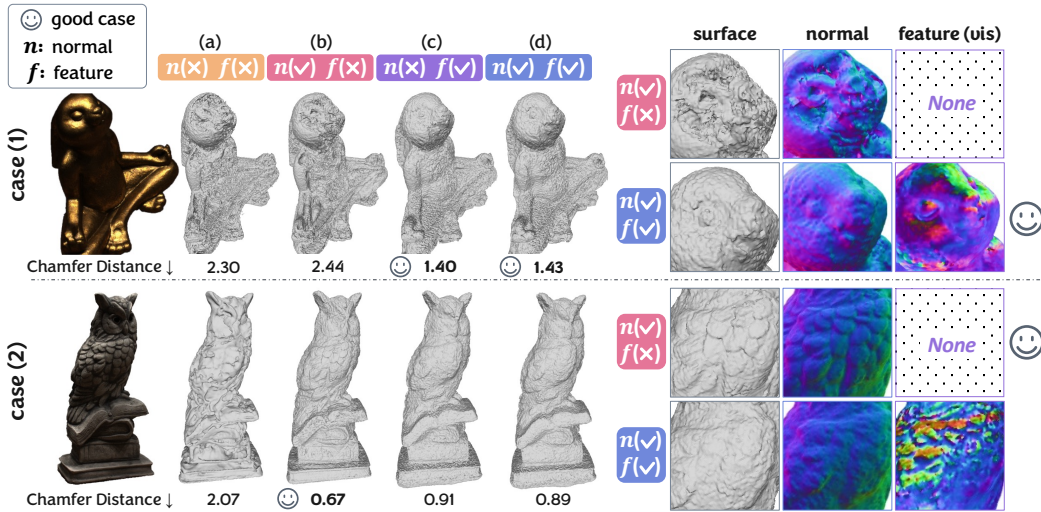 good case
n: normal
f: feature
(a) (b) (c) (d)
n(×) f(×) n(✓) f(×) n(×) f(✓) n(✓) f(✓)
surface normal feature (vis)
case (1)
n(✓)
f(×)
None
n(✓)
f(✓)
Chamfer Distance ↓ 2.30 2.44 1.40 1.43
case (2)
n(✓)
f(×)
None
n(✓)
f(✓)
Chamfer Distance ↓ 2.07 0.67 0.91 0.89